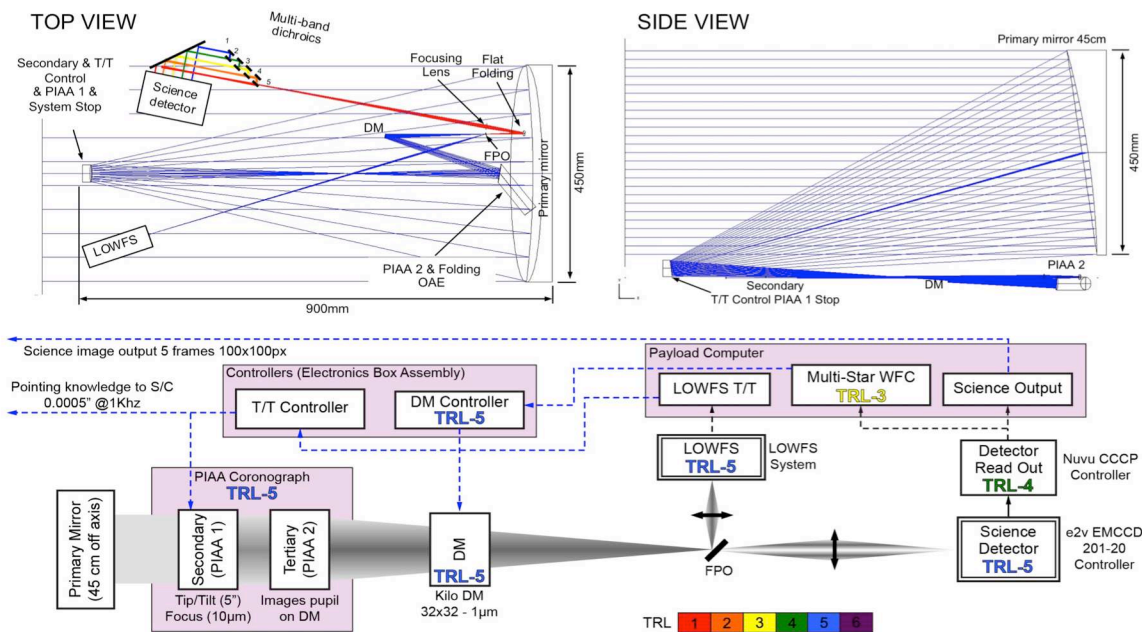 TOP VIEW
Multi-band
dichroics
1
2
3
4
5
Secondary & T/T
Control
& PIAA 1 &
System Stop
Science
detector
Focusing
Lens
Flat
Folding
DM
FPO
Primary mirror
450mm
LOWFS
PIAA 2 & Folding
OAE
900mm
SIDE VIEW
Primary mirror 45cm
450mm
PIAA 2
Secondary
DM
T/T Control PIAA 1 Stop
Science image output 5 frames 100x100px
Pointing knowledge to S/C
0.0005" @1Khz
Controllers (Electronics Box Assembly)
T/T Controller
DM Controller
TRL-5
Payload Computer
LOWFS T/T
Multi-Star WFC
TRL-3
Science Output
LOWFS
TRL-5
LOWFS
System
Detector
Read Out
TRL-4
Nuvu CCCP
Controller
PIAA Coronograph
TRL-5
Primary Mirror
(45 cm off axis)
Secondary
(PIAA 1)
Tertiary
(PIAA 2)
Tip/Tilt (5")
Focus (10µm)
Images pupil
on DM
DM
TRL-5
Kilo DM
32x32 - 1µm
FPO
Science
Detector
TRL-5
e2v EMCCD
201-20
Controller
TRL
1
2
3
4
5
6